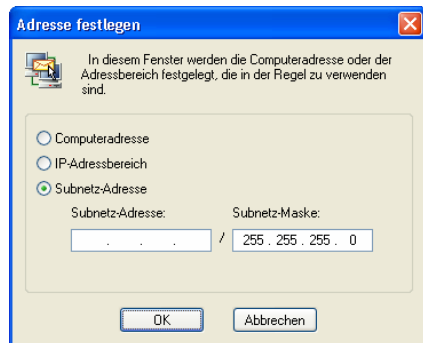 Adresse festlegen
In diesem Fenster werden die Computeradresse oder der
Adressbereich festgelegt, die in der Regel zu verwenden
sind.
Computeradresse
IP-Adressbereich
Subnetz-Adresse
Subnetz-Adresse: Subnetz-Maske:
. . . / 255 . 255 . 255 . 0
OK Abbrechen